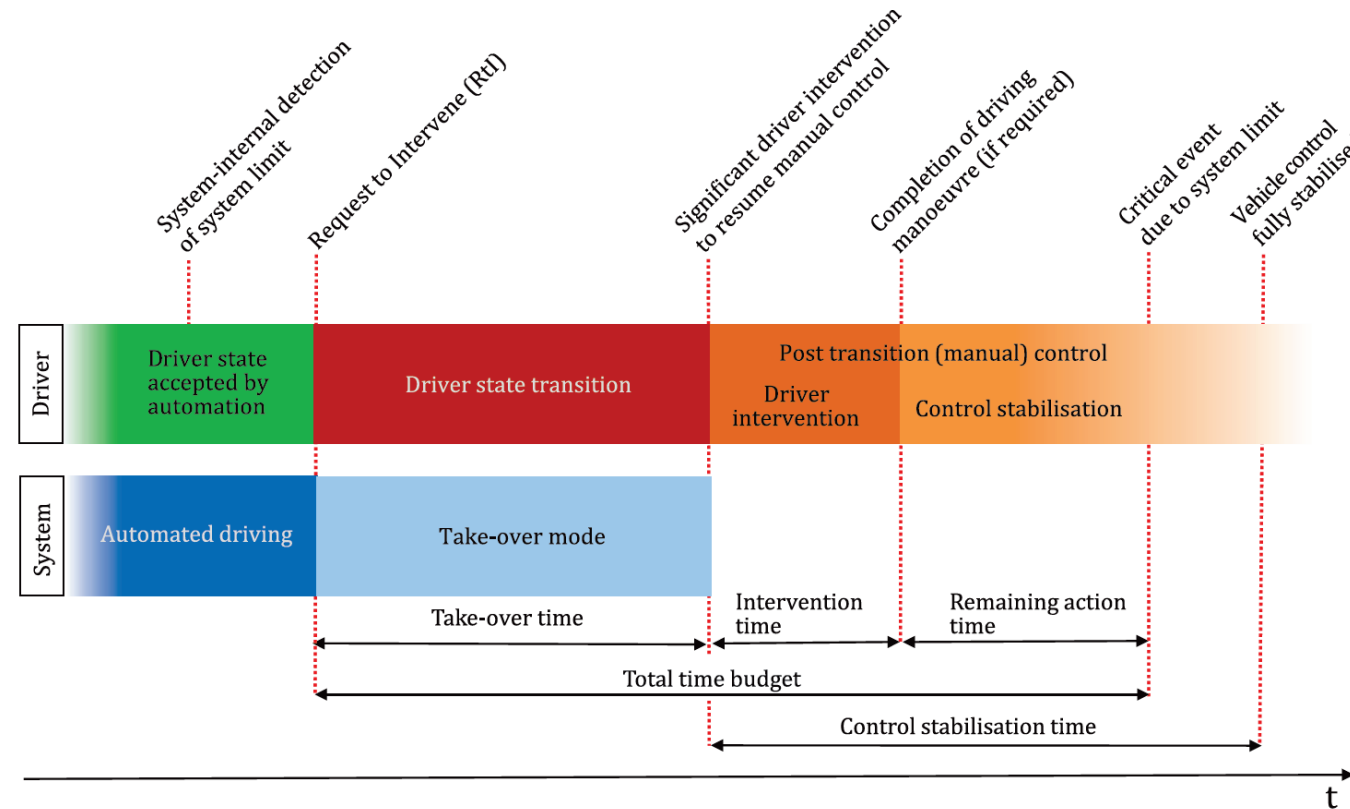 System-internal detection
of system limit
Request to Intervene (RtI)
Significant driver intervention
to resume manual control
Completion of driving
manoeuvre (if required)
Critical event
due to system limit
Vehicle control
fully stabilise
Driver
Driver state
accepted by
automation
Driver state transition
Post transition (manual) control
Driver
intervention
Control stabilisation
System
Automated driving
Take-over mode
Take-over time
Intervention
time
Remaining action
time
Total time budget
Control stabilisation time
t